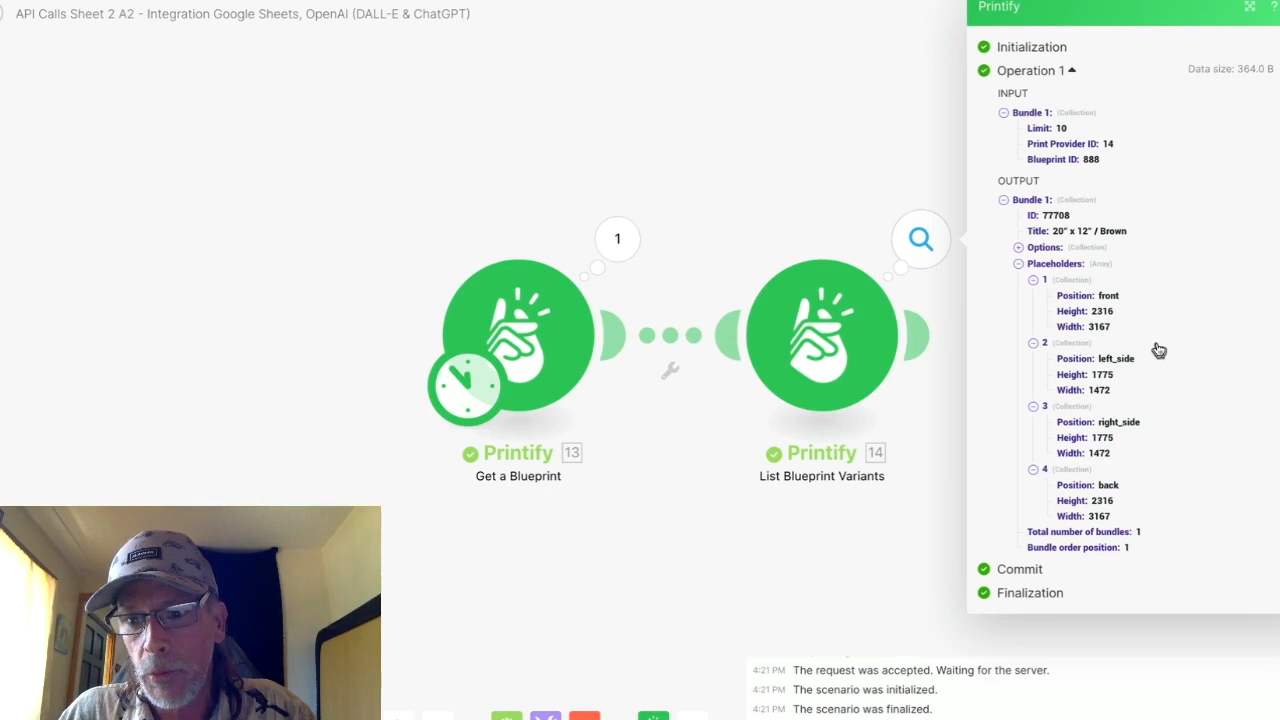 API Calls Sheet 2 A2 - Integration Google Sheets, OpenAI (DALL-E & ChatGPT)
1
Printify 13
Get a Blueprint
Printify 14
List Blueprint Variants
Printify
?
Initialization
Operation 1
Data size: 364.0 B
INPUT
Bundle 1: (Collection)
Limit: 10
Print Provider ID: 14
Blueprint ID: 888
OUTPUT
Bundle 1: (Collection)
ID: 77708
Title: 20" x 12" / Brown
Options: (Collection)
Placeholders: (Array)
1 (Collection)
Position: front
Height: 2316
Width: 3167
2 (Collection)
Position: left_side
Height: 1775
Width: 1472
3 (Collection)
Position: right_side
Height: 1775
Width: 1472
4 (Collection)
Position: back
Height: 2316
Width: 3167
Total number of bundles: 1
Bundle order position: 1
Commit
Finalization
4:21 PM The request was accepted. Waiting for the server.
4:21 PM The scenario was initialized.
4:21 PM The scenario was finalized.